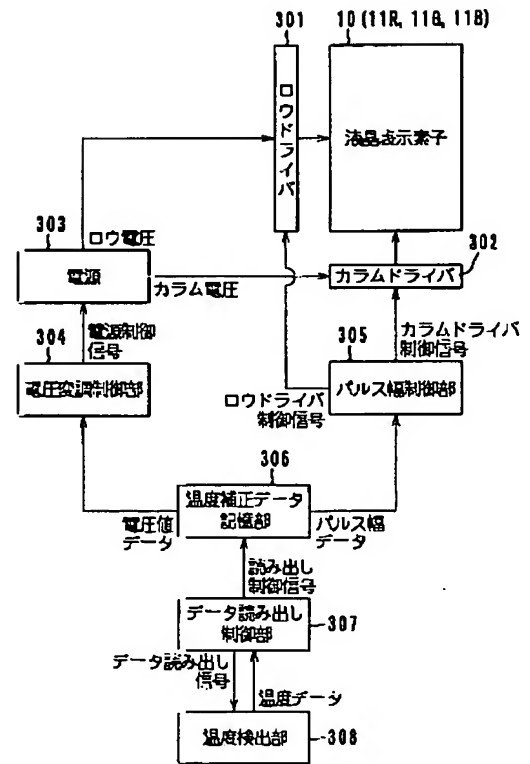 301
10 (11R, 11G, 11B)
ロウドライバ
液晶表示素子
303
ロウ電圧
302
電源
カラム電圧
カラムドライバ
304
電源制御
信号
305
カラムドライバ
制御信号
電圧変調制御部
ロウドライバ
制御信号
パルス幅制御部
306
温度補正データ
記憶部
電圧値
データ
パルス幅
データ
読み出し
制御信号
データ読み出し
制御部
307
データ読み出し
信号
温度データ
温度検出部
308